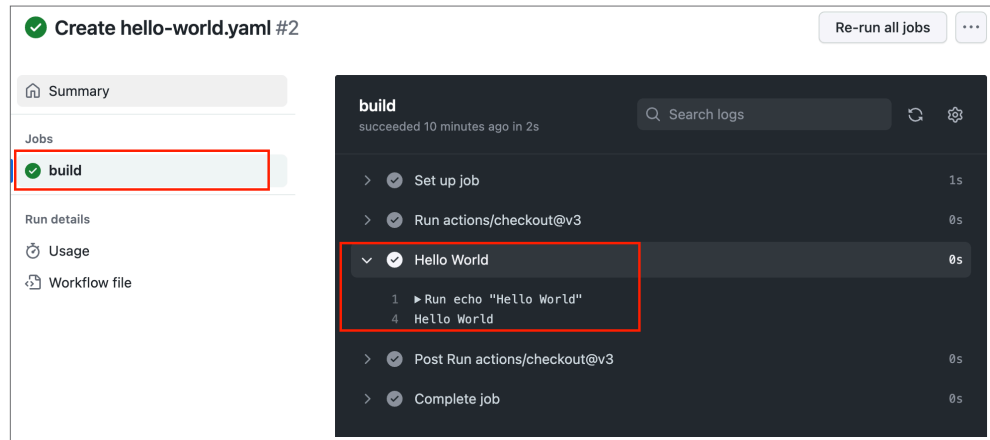 Create hello-world.yaml #2
Re-run all jobs
...
Summary
Jobs
build
Run details
Usage
Workflow file
build
succeeded 10 minutes ago in 2s
Search logs
Set up job 1s
Run actions/checkout@v3 0s
Hello World 0s
1 ▶Run echo "Hello World"
4 Hello World
Post Run actions/checkout@v3 0s
Complete job 0s